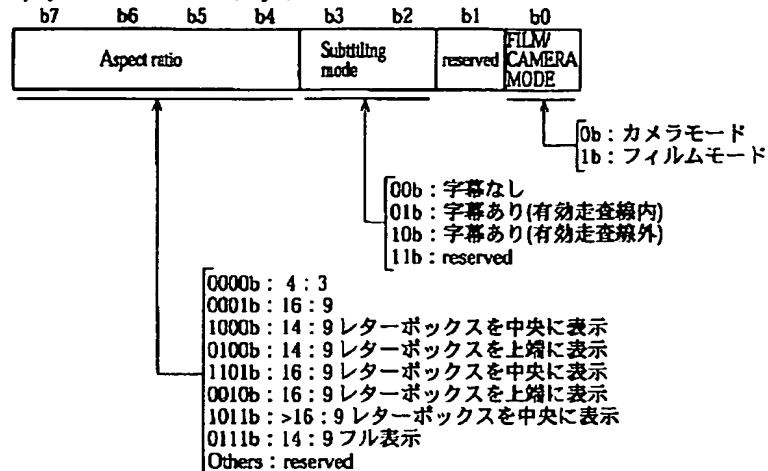 b7 b6 b5 b4 b3 b2 b1 b0
Aspect ratio
Subtitling
mode
reserved
FILM/
CAMERA
MODE
0b : カメラモード
1b : フィルムモード
00b : 字幕なし
01b : 字幕あり(有効走査線内)
10b : 字幕あり(有効走査線外)
11b : reserved
0000b : 4 : 3
0001b : 16 : 9
1000b : 14 : 9 レターボックスを中央に表示
0100b : 14 : 9 レターボックスを上端に表示
1101b : 16 : 9 レターボックスを中央に表示
0010b : 16 : 9 レターボックスを上端に表示
1011b : >16 : 9 レターボックスを中央に表示
0111b : 14 : 9 フル表示
Others : reserved